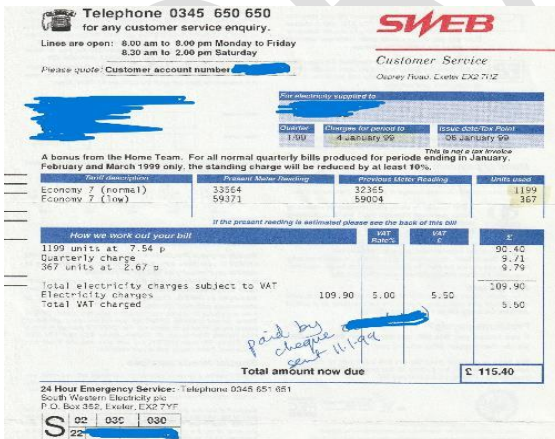 Telephone 0345 650 650
for any customer service enquiry.
Lines are open: 8.00 am to 8.00 pm Monday to Friday
8.30 am to 2.00 pm Saturday
Please quote: Customer account number
SWEB
Customer Service
Osprey Road, Exeter EX2 7HZ
For electricity supplied to
Quarter Charges for period to Issue date/Tax Point
1/99 4 January 99 06 January 99
This is not a tax invoice
A bonus from the Home Team. For all normal quarterly bills produced for periods ending in January,
February and March 1999 only, the standing charge will be reduced by at least 10%.
Tariff description Present Meter Reading Previous Meter Reading Units used
Economy 7 (normal) 33564 32365 1199
Economy 7 (low) 59371 59004 367
If the present reading is estimated please see the back of this bill
How we work out your bill VAT Rate% VAT £ £
1199 units at 7.54 p 90.40
Quarterly charge 9.71
367 units at 2.67 p 9.79
Total electricity charges subject to VAT 109.90
Electricity charges 109.90 5.00 5.50
Total VAT charged 5.50
paid by
cheque
sent 11.1.99
Total amount now due £ 115.40
24 Hour Emergency Service: Telephone 0345 651 651
South Western Electricity plc
P.O. Box 352, Exeter, EX2 7YF
S 02 039 030
22